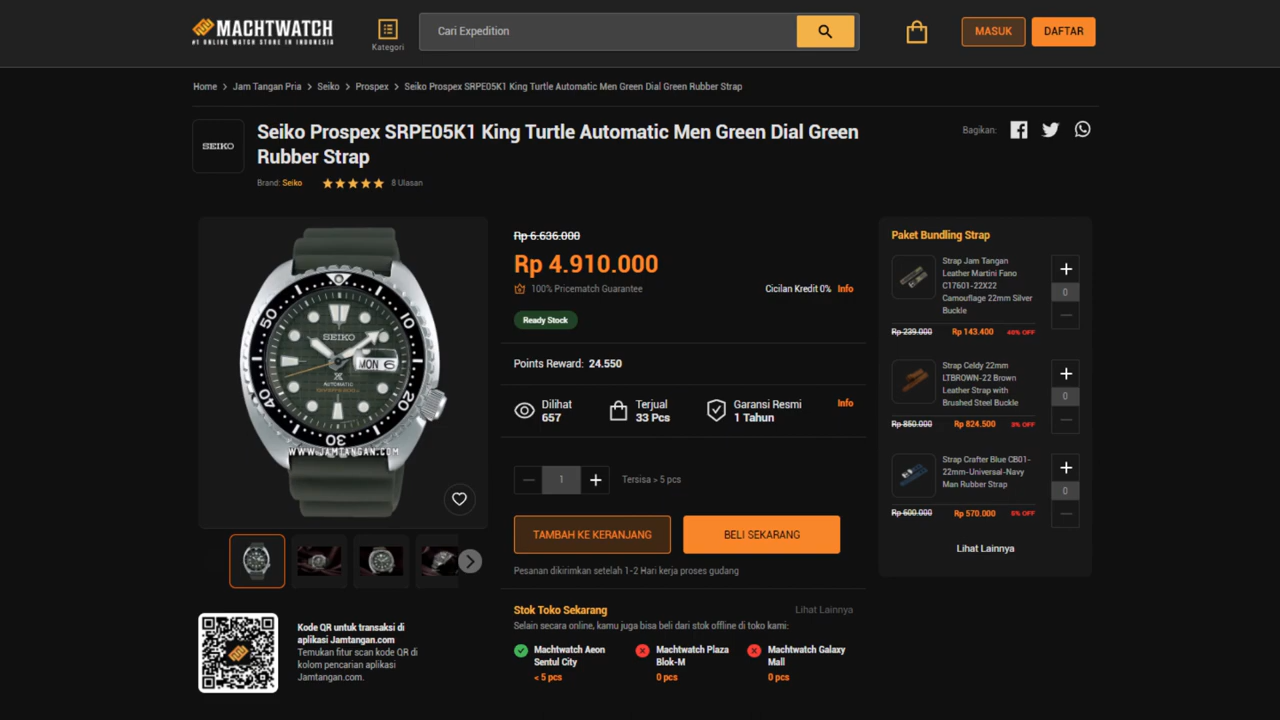 MACHTWATCH
#1 ONLINE WATCH STORE IN INDONESIA
Kategori
Cari Expedition
MASUK
DAFTAR
Home > Jam Tangan Pria > Seiko > Prospex > Seiko Prospex SRPE05K1 King Turtle Automatic Men Green Dial Green Rubber Strap
SEIKO
Seiko Prospex SRPE05K1 King Turtle Automatic Men Green Dial Green
Rubber Strap
Brand: Seiko
8 Ulasan
Bagikan:
10
20
30
40
50
SEIKO
MON 6
AUTOMATIC
WWW.JAMTANGAN.COM
Kode QR untuk transaksi di
aplikasi Jamtangan.com
Temukan fitur scan kode QR di
kolom pencarian aplikasi
Jamtangan.com.
Rp 6.636.000
Rp 4.910.000
100% Pricematch Guarantee
Cicilan Kredit 0% Info
Ready Stock
Points Reward: 24.550
Dilihat
657
Terjual
33 Pcs
Garansi Resmi
1 Tahun
Info
1
Tersisa > 5 pcs
TAMBAH KE KERANJANG
BELI SEKARANG
Pesanan dikirimkan setelah 1-2 Hari kerja proses gudang
Stok Toko Sekarang
Lihat Lainnya
Selain secara online, kamu juga bisa beli dari stok offline di toko kami:
Machtwatch Aeon
Sentul City
< 5 pcs
Machtwatch Plaza
Blok-M
0 pcs
Machtwatch Galaxy
Mall
0 pcs
Paket Bundling Strap
Strap Jam Tangan
Leather Martini Fano
C17601-22X22
Camouflage 22mm Silver
Buckle
0
Rp 239.000 Rp 143.400 40% OFF
Strap Celdy 22mm
LTBROWN-22 Brown
Leather Strap with
Brushed Steel Buckle
0
Rp 850.000 Rp 824.500 3% OFF
Strap Crafter Blue CB01-
22mm-Universal-Navy
Man Rubber Strap
0
Rp 600.000 Rp 570.000 5% OFF
Lihat Lainnya